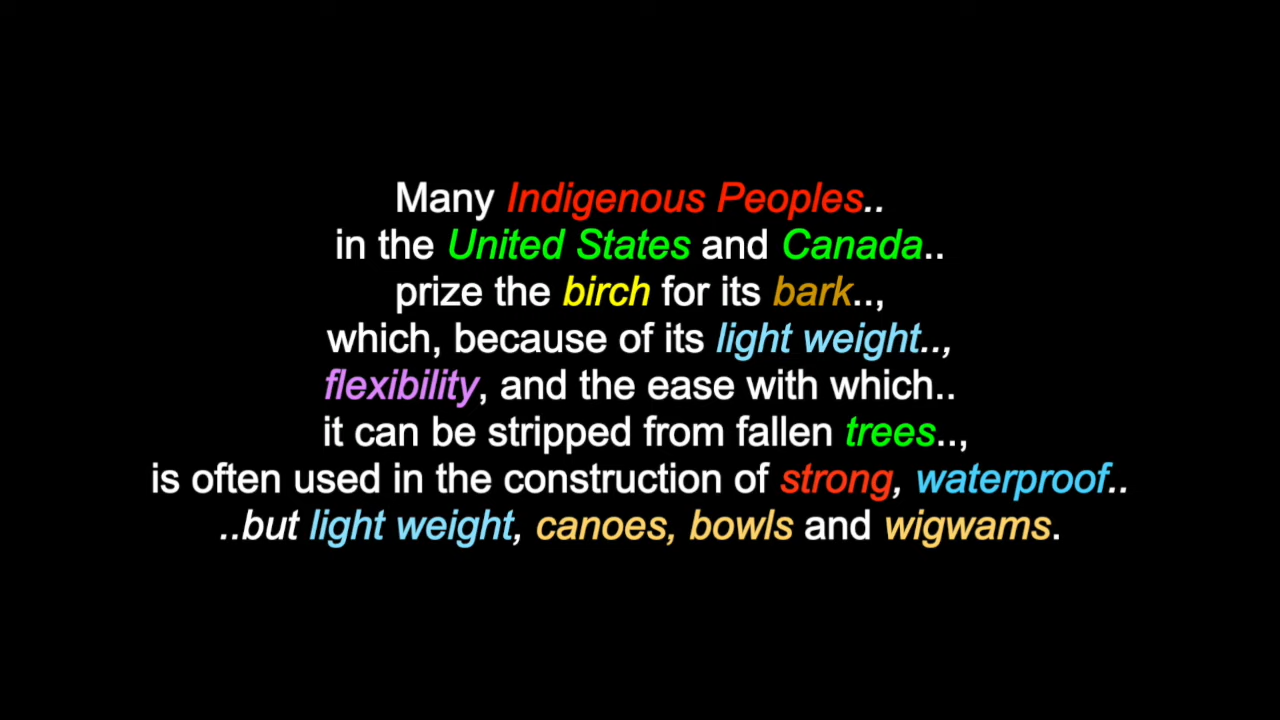 Many Indigenous Peoples..
in the United States and Canada..
prize the birch for its bark..,
which, because of its light weight..,
flexibility, and the ease with which..
it can be stripped from fallen trees..,
is often used in the construction of strong, waterproof..
..but light weight, canoes, bowls and wigwams.